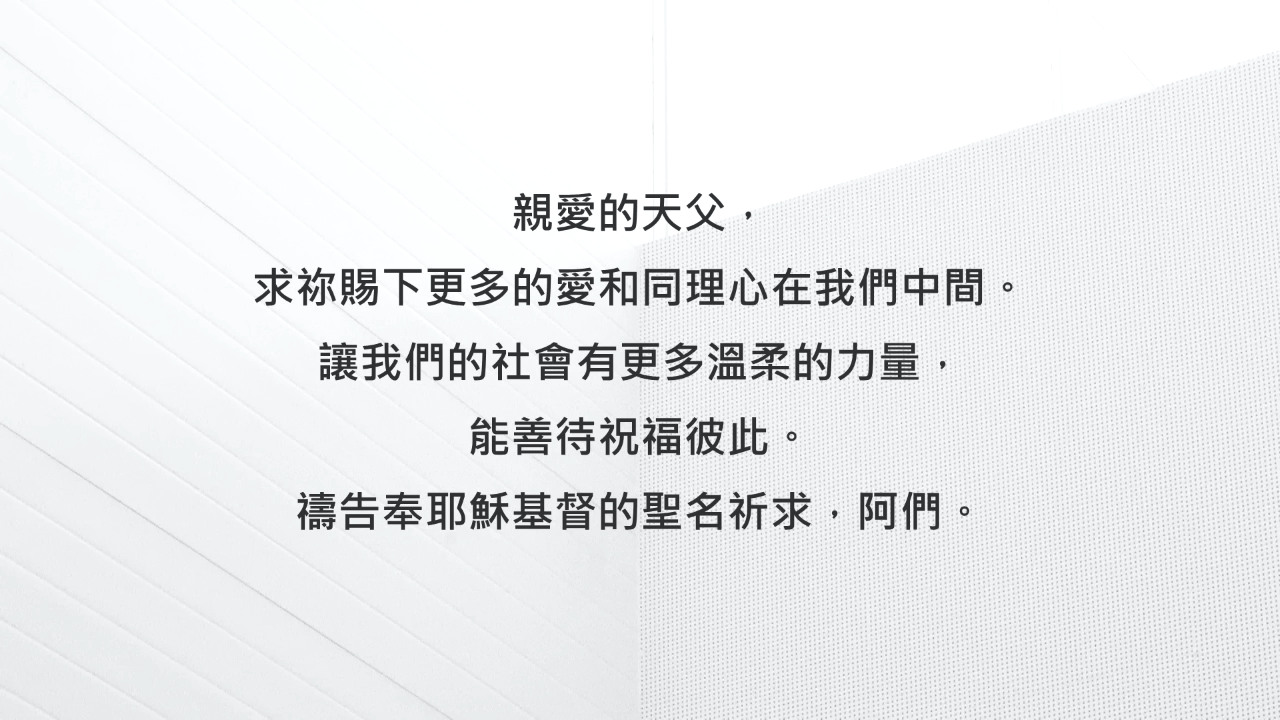 親愛的天父，
求祢賜下更多的愛和同理心在我們中間。
讓我們的社會有更多溫柔的力量，
能善待祝福彼此。
禱告奉耶穌基督的聖名祈求，阿們。